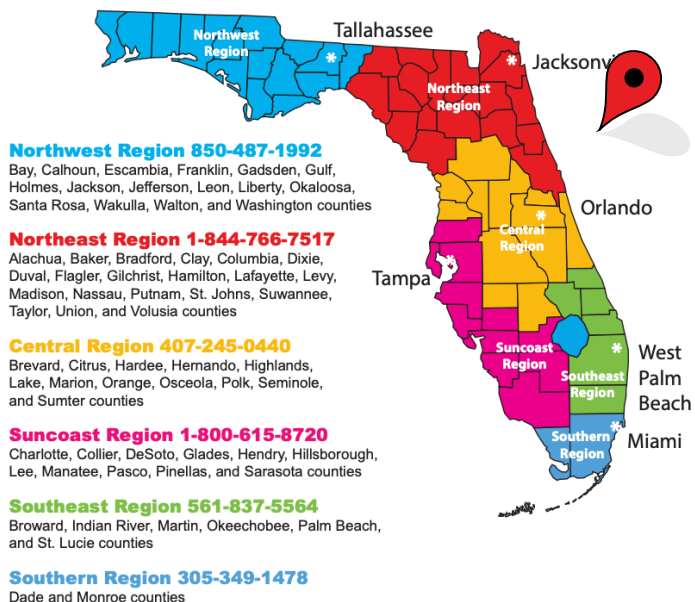 Tallahassee
Northwest
Region
Jacksonvi
Northeast
Region
Northwest Region 850-487-1992
Bay, Calhoun, Escambia, Franklin, Gadsden, Gulf,
Holmes, Jackson, Jefferson, Leon, Liberty, Okaloosa,
Santa Rosa, Wakulla, Walton, and Washington counties
Orlando
Central
Region
Northeast Region 1-844-766-7517
Alachua, Baker, Bradford, Clay, Columbia, Dixie,
Duval, Flagler, Gilchrist, Hamilton, Lafayette, Levy,
Madison, Nassau, Putnam, St. Johns, Suwannee,
Taylor, Union, and Volusia counties
Tampa
Central Region 407-245-0440
Brevard, Citrus, Hardee, Hernando, Highlands,
Lake, Marion, Orange, Osceola, Polk, Seminole,
and Sumter counties
Suncoast
Region
West
Palm
Beach
Southeast
Region
Suncoast Region 1-800-615-8720
Charlotte, Collier, DeSoto, Glades, Hendry, Hillsborough,
Lee, Manatee, Pasco, Pinellas, and Sarasota counties
Southern
Region
Miami
Southeast Region 561-837-5564
Broward, Indian River, Martin, Okeechobee, Palm Beach,
and St. Lucie counties
Southern Region 305-349-1478
Dade and Monroe counties